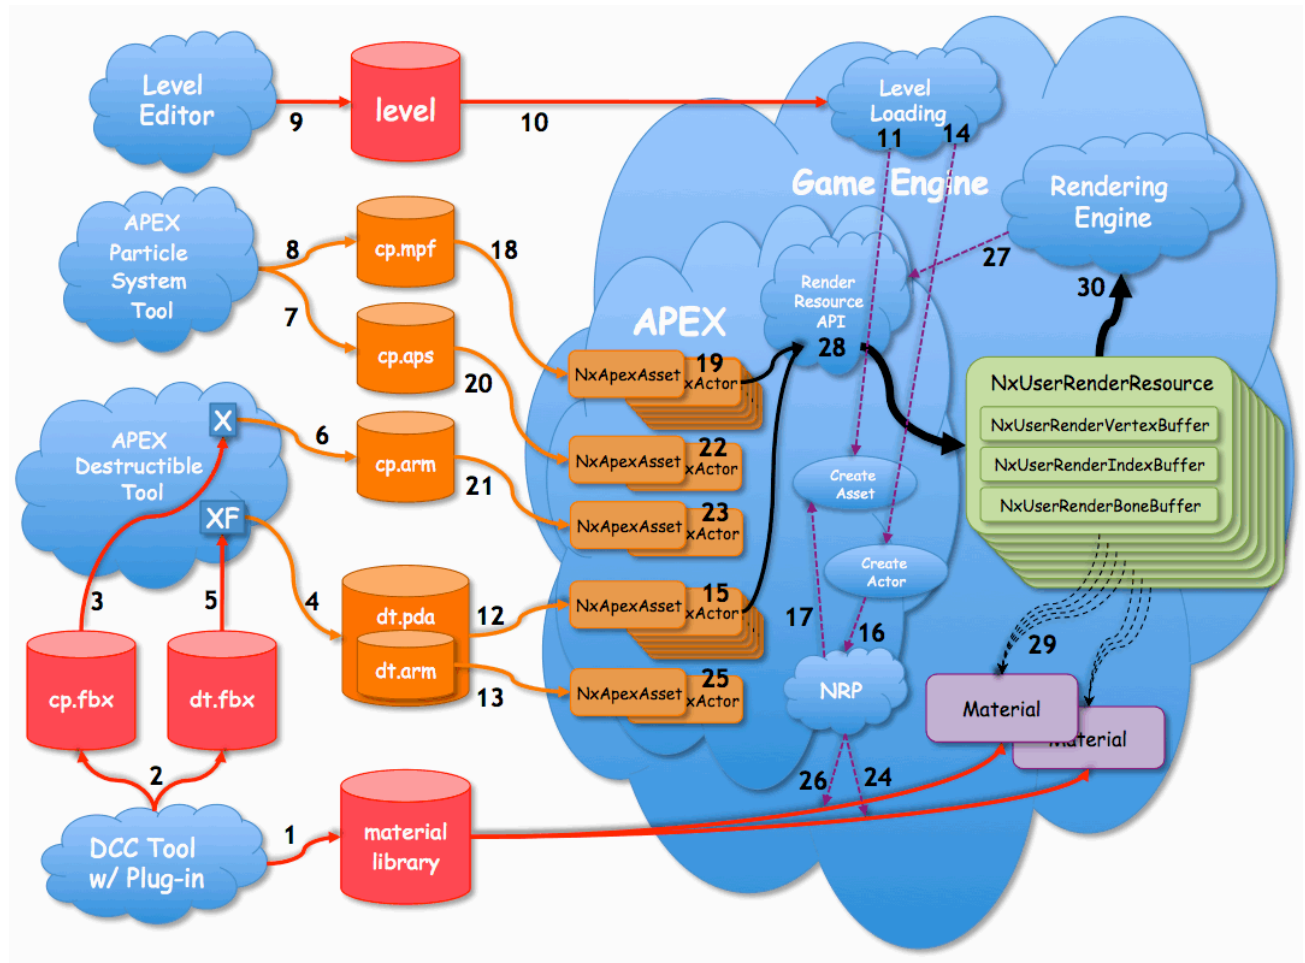 Level
Editor
9
level
10
Level
Loading
11
14
Game Engine
Rendering
Engine
27
30
APEX
Particle
System
Tool
8
7
cp.mpf
18
cp.aps
20
APEX
Render
Resource
API
28
NxApexAsset
19
xActor
NxApexAsset
22
xActor
NxApexAsset
23
xActor
NxApexAsset
15
xActor
NxApexAsset
25
xActor
NxUserRenderResource
NxUserRenderVertexBuffer
NxUserRenderIndexBuffer
NxUserRenderBoneBuffer
X
APEX
Destructible
Tool
XF
6
cp.arm
21
3
5
4
dt.pda
12
dt.arm
13
Create
Asset
Create
Actor
17
16
NRP
29
Material
Material
cp.fbx
dt.fbx
2
26
24
DCC Tool
w/ Plug-in
1
material
library